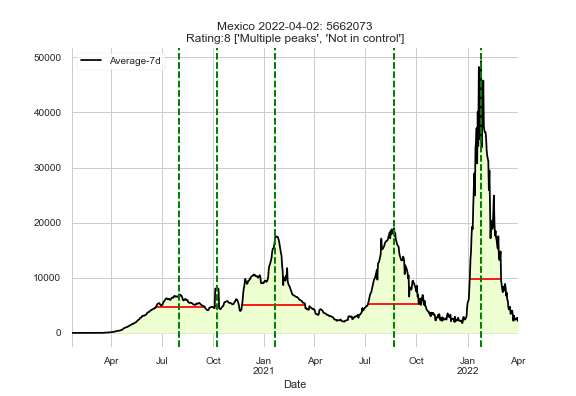 Mexico 2022-04-02: 5662073
Rating:8 ['Multiple peaks', 'Not in control']
Average-7d
50000
40000
30000
20000
10000
0
Apr
Jul
Oct
Jan
2021
Apr
Jul
Oct
Jan
2022
Apr
Date